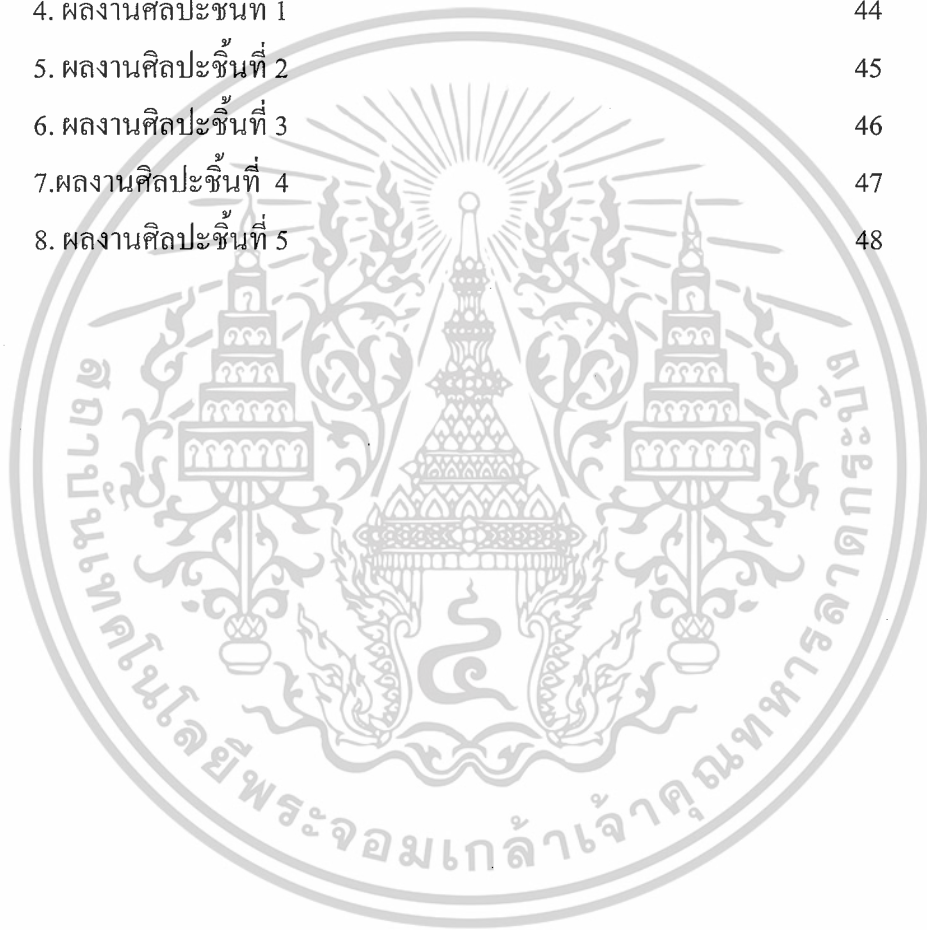 4. ผลงานศิลปะชิ้นที่ 1 44
5. ผลงานศิลปะชิ้นที่ 2 45
6. ผลงานศิลปะชิ้นที่ 3 46
7.ผลงานศิลปะชิ้นที่ 4 47
8. ผลงานศิลปะชิ้นที่ 5 48
สถาบันเทคโนโลยีพระจอมเกล้าเจ้าคุณทหารลาดกระบัง
๔